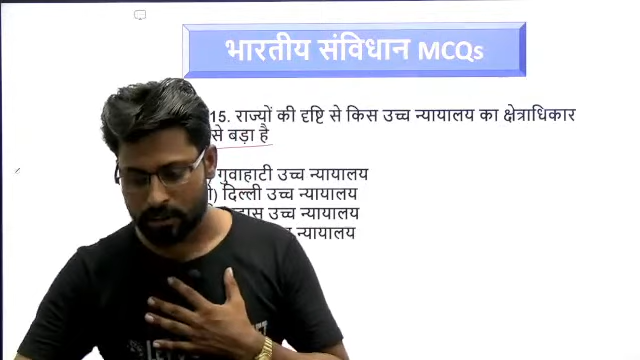 भारतीय संविधान MCQs
15. राज्यों की दृष्टि से किस उच्च न्यायालय का क्षेत्राधिकार
से बड़ा है
गुवाहाटी उच्च न्यायालय
दिल्ली उच्च न्यायालय
उच्च न्यायालय
न्यायालय